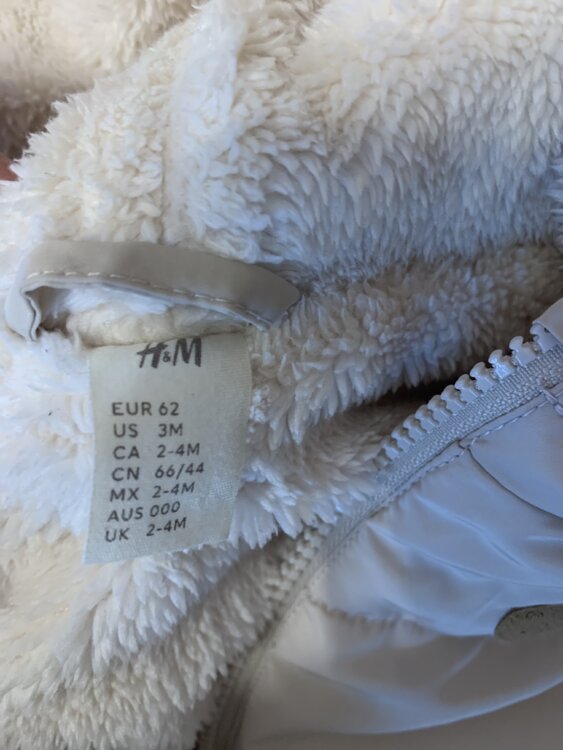 H&M
EUR 62
US 3M
CA 2-4M
CN 66/44
MX 2-4M
AUS 000
UK 2-4M